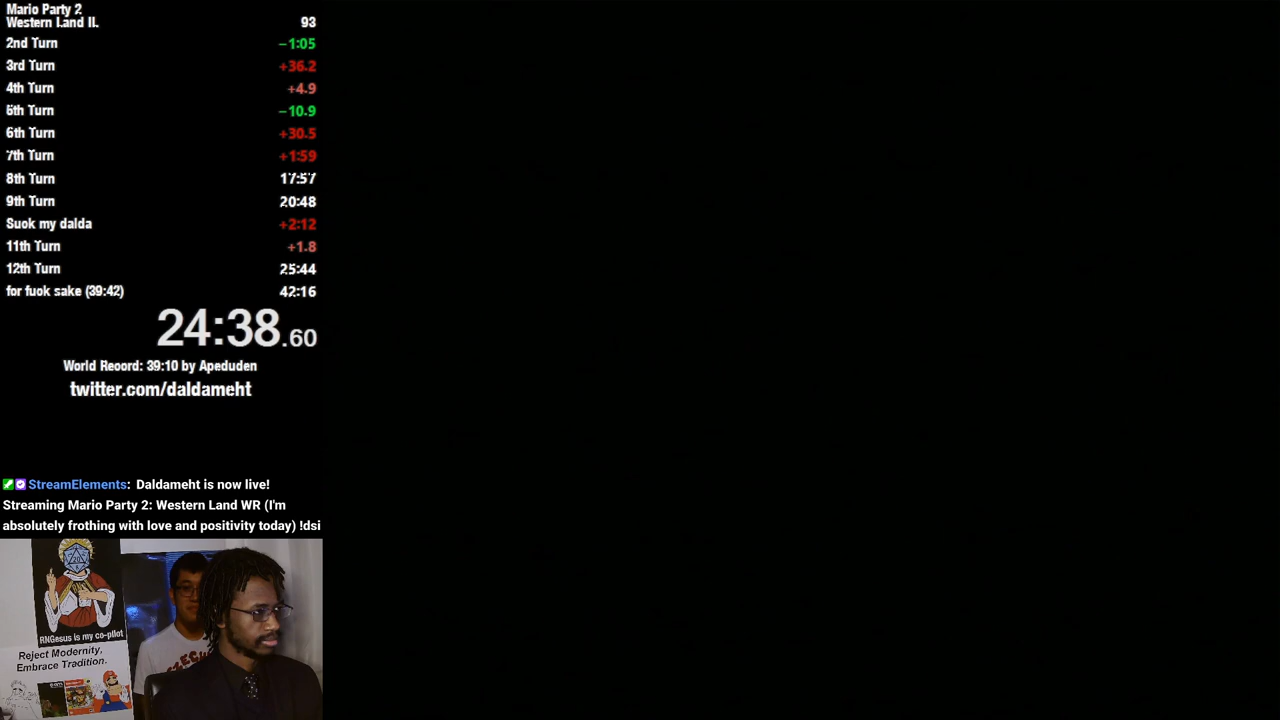 Mario Party 2
Western Land II. 93
2nd Turn −1:05
3rd Turn +36.2
4th Turn +4.9
5th Turn −10.9
6th Turn +30.5
7th Turn +1:59
8th Turn 17:57
9th Turn 20:48
Suck my dalda +2:12
11th Turn +1.8
12th Turn 25:44
for fuck sake (39:42) 42:16
24:38.60
World Record: 39:10 by Apeduden
twitter.com/daldameht
StreamElements: Daldameht is now live!
Streaming Mario Party 2: Western Land WR (I'm
absolutely frothing with love and positivity today) !dsi
RNGesus is my co-pilot
Reject Modernity,
Embrace Tradition.